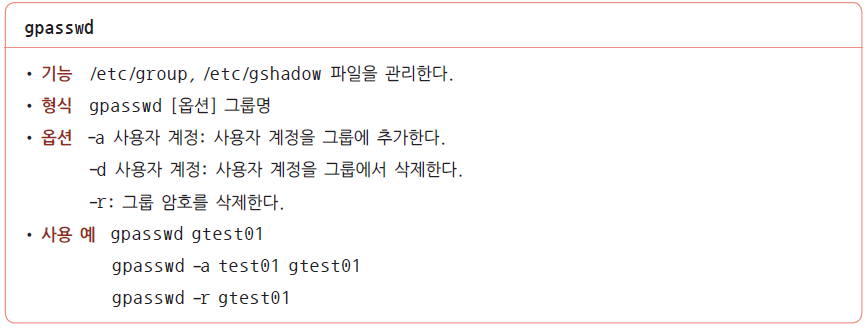 gpasswd
• 기능 /etc/group, /etc/gshadow 파일을 관리한다.
• 형식 gpasswd [옵션] 그룹명
• 옵션 -a 사용자 계정: 사용자 계정을 그룹에 추가한다.
-d 사용자 계정: 사용자 계정을 그룹에서 삭제한다.
-r: 그룹 암호를 삭제한다.
• 사용 예 gpasswd gtest01
gpasswd -a test01 gtest01
gpasswd -r gtest01